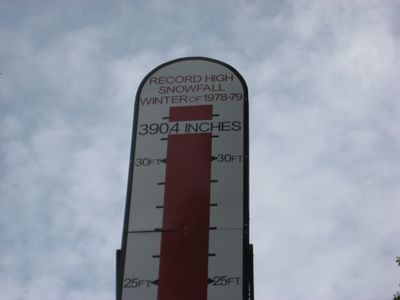 RECORD HIGH
SNOWFALL
WINTER OF 1978-79
390.4 INCHES
30FT. 30FT.
25FT. 25FT.